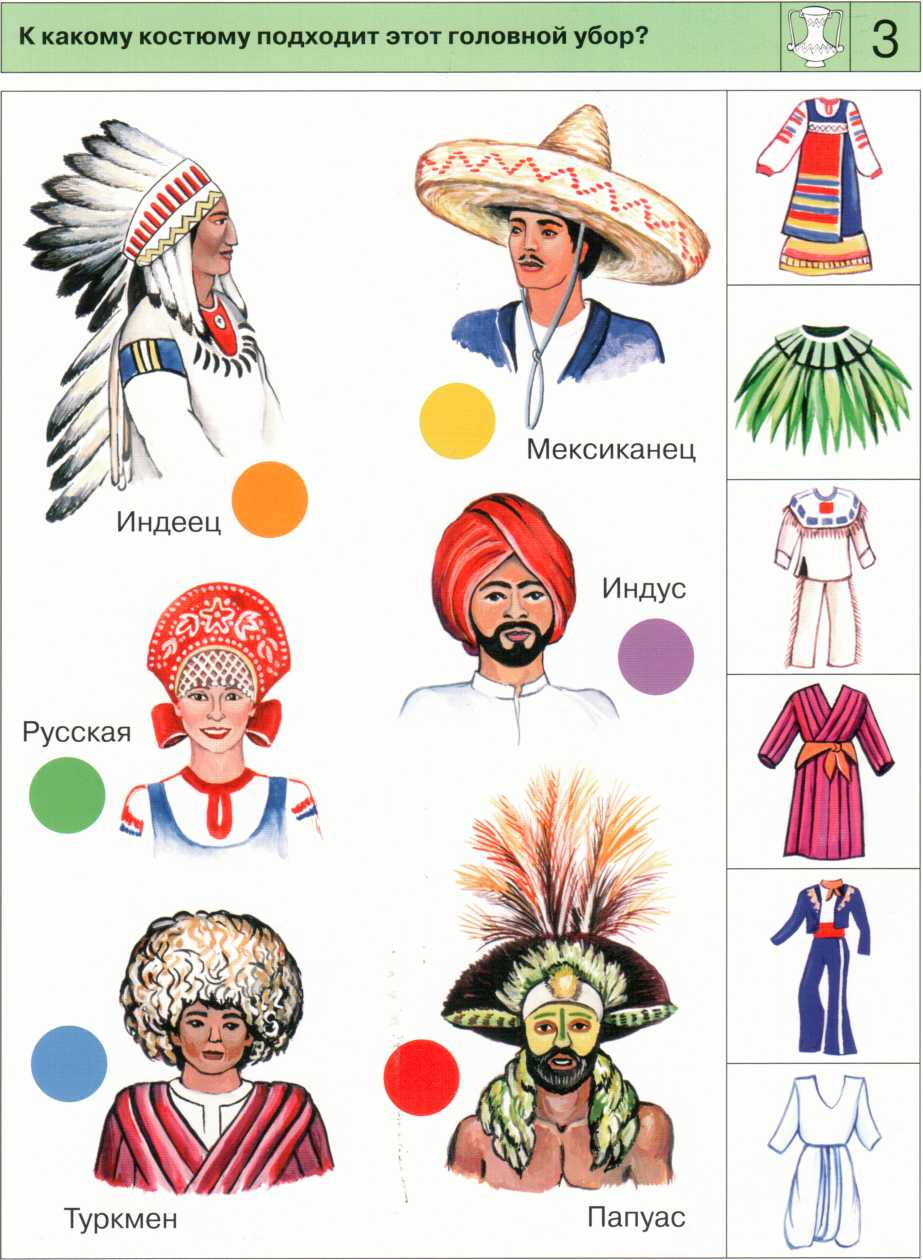 К какому костюму подходит этот головной убор?
3
Мексиканец
Индеец
Индус
Русская
Туркмен
Папуас